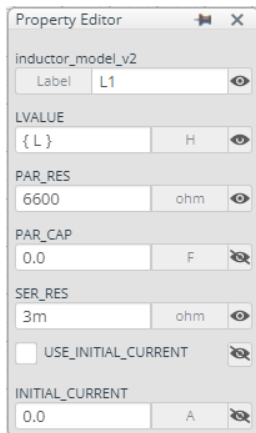 Property Editor
inductor_model_v2
Label L1
LVALUE
{ L } H
PAR_RES
6600 ohm
PAR_CAP
0.0 F
SER_RES
3m ohm
USE_INITIAL_CURRENT
INITIAL_CURRENT
0.0 A